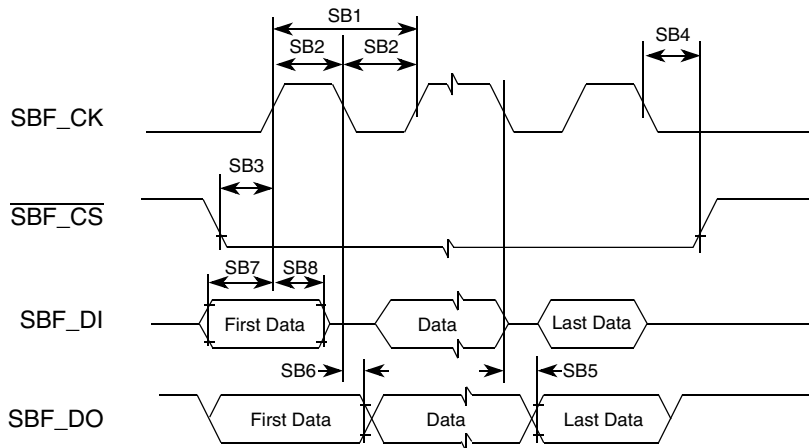 SB1
SB2 SB2 SB4
SBF_CK
SB3
SBF_CS
SB7 SB8
SBF_DI First Data Data Last Data
SB6 SB5
SBF_DO First Data Data Last Data